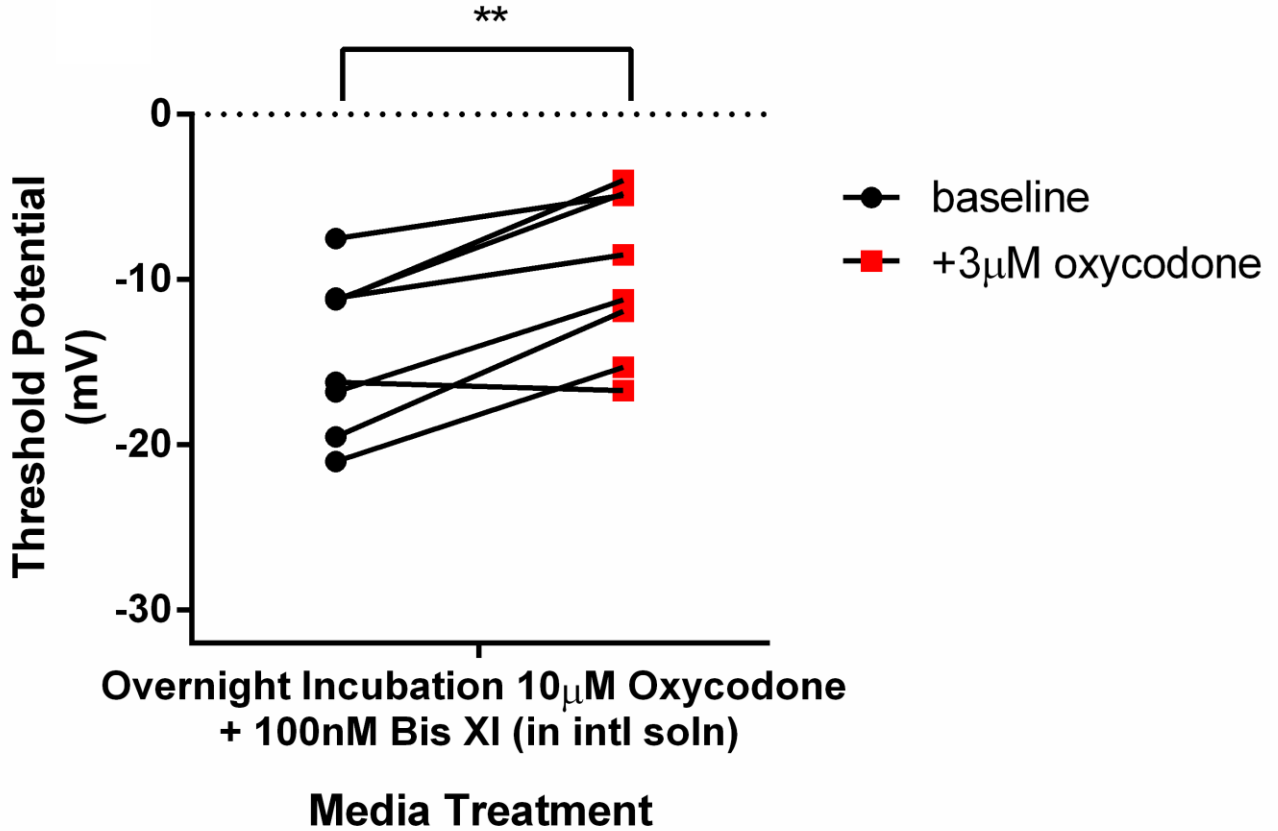 **
0
-10
-20
-30
Threshold Potential
(mV)
baseline
+3μM oxycodone
Overnight Incubation 10μM Oxycodone
+ 100nM Bis XI (in intl soln)
Media Treatment